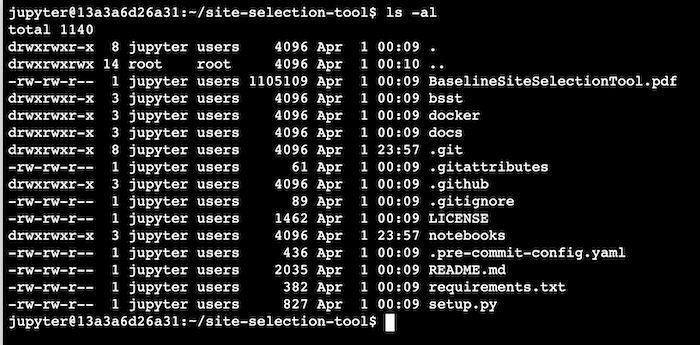 jupyter@13a3a6d26a31:~/site-selection-tool$ ls -al
total 1140
drwxrwxr-x  8 jupyter users    4096 Apr  1 00:09 .
drwxrwxrwx 14 root    root     4096 Apr  1 00:10 ..
-rw-rw-r--  1 jupyter users 1105109 Apr  1 00:09 BaselineSiteSelectionTool.pdf
drwxrwxr-x  3 jupyter users    4096 Apr  1 00:09 bsst
drwxrwxr-x  3 jupyter users    4096 Apr  1 00:09 docker
drwxrwxr-x  3 jupyter users    4096 Apr  1 00:09 docs
drwxrwxr-x  8 jupyter users    4096 Apr  1 23:57 .git
-rw-rw-r--  1 jupyter users      61 Apr  1 00:09 .gitattributes
drwxrwxr-x  3 jupyter users    4096 Apr  1 00:09 .github
-rw-rw-r--  1 jupyter users      89 Apr  1 00:09 .gitignore
-rw-rw-r--  1 jupyter users    1462 Apr  1 00:09 LICENSE
drwxrwxr-x  3 jupyter users    4096 Apr  1 23:57 notebooks
-rw-rw-r--  1 jupyter users     436 Apr  1 00:09 .pre-commit-config.yaml
-rw-rw-r--  1 jupyter users    2035 Apr  1 00:09 README.md
-rw-rw-r--  1 jupyter users     382 Apr  1 00:09 requirements.txt
-rw-rw-r--  1 jupyter users     827 Apr  1 00:09 setup.py
jupyter@13a3a6d26a31:~/site-selection-tool$